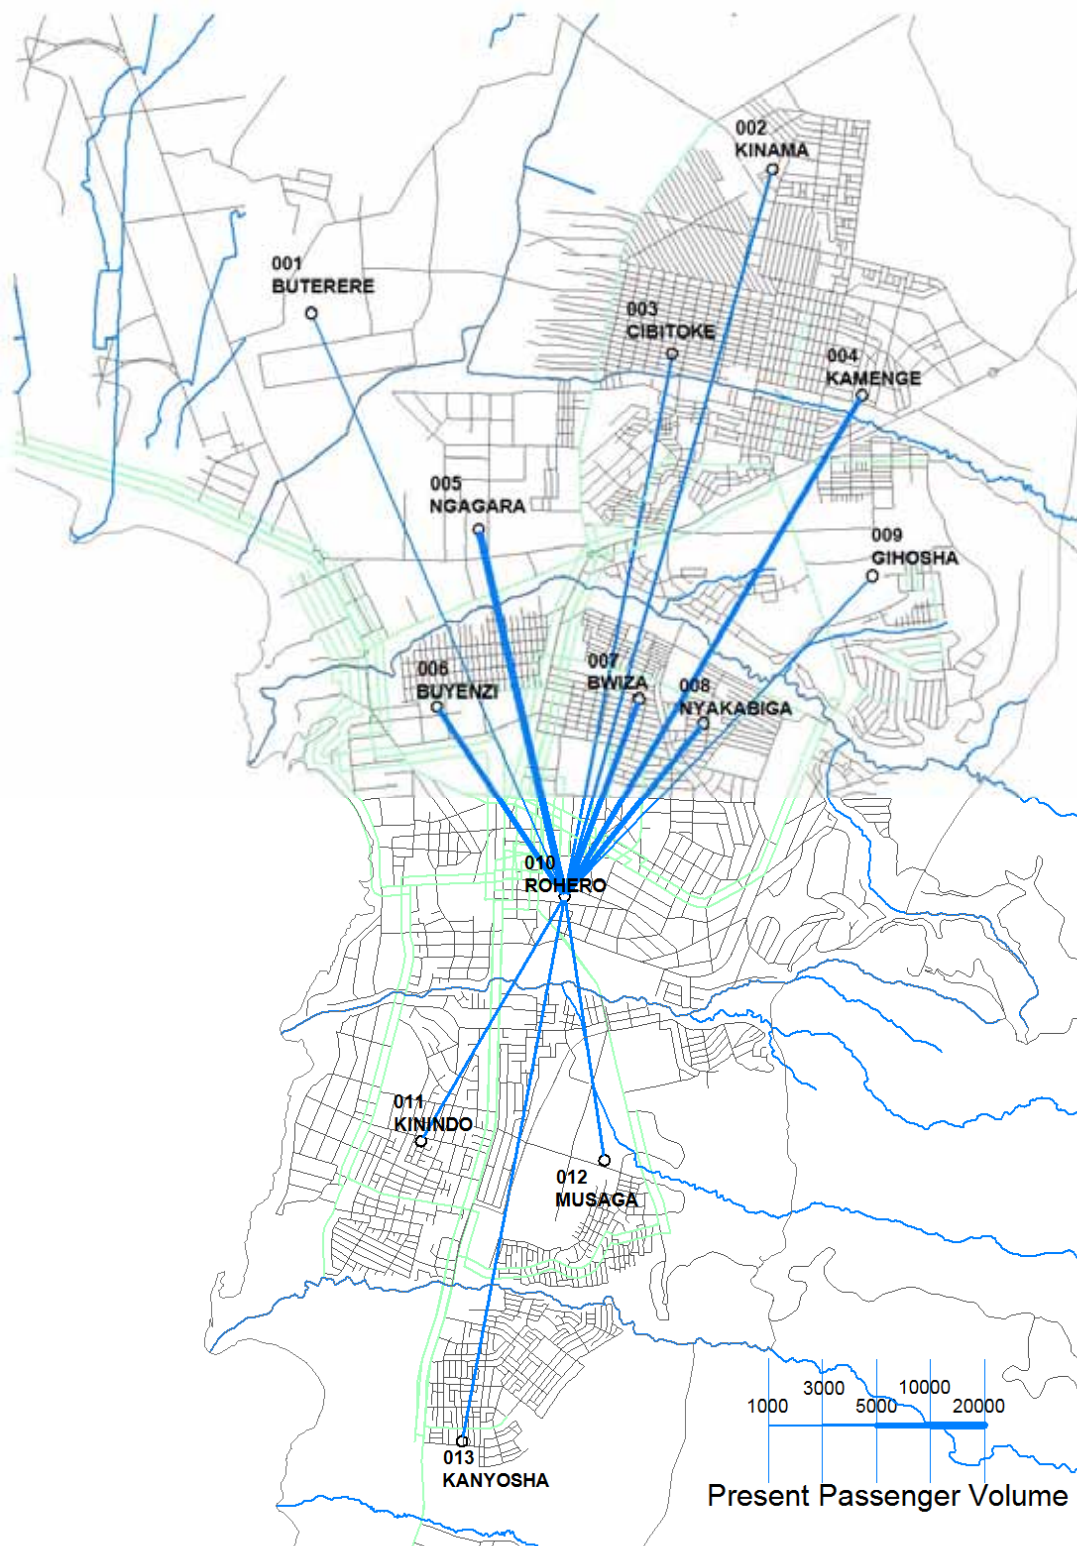 002
KINAMA
001
BUTERERE
003
CIBITOKE
004
KAMENGE
005
NGAGARA
009
GIHOSHA
006
BUYENZI
007
BWIZA
008
NYAKABIGA
010
ROHERO
011
KININDO
012
MUSAGA
013
KANYOSHA
1000
3000
5000
10000
20000
Present Passenger Volume